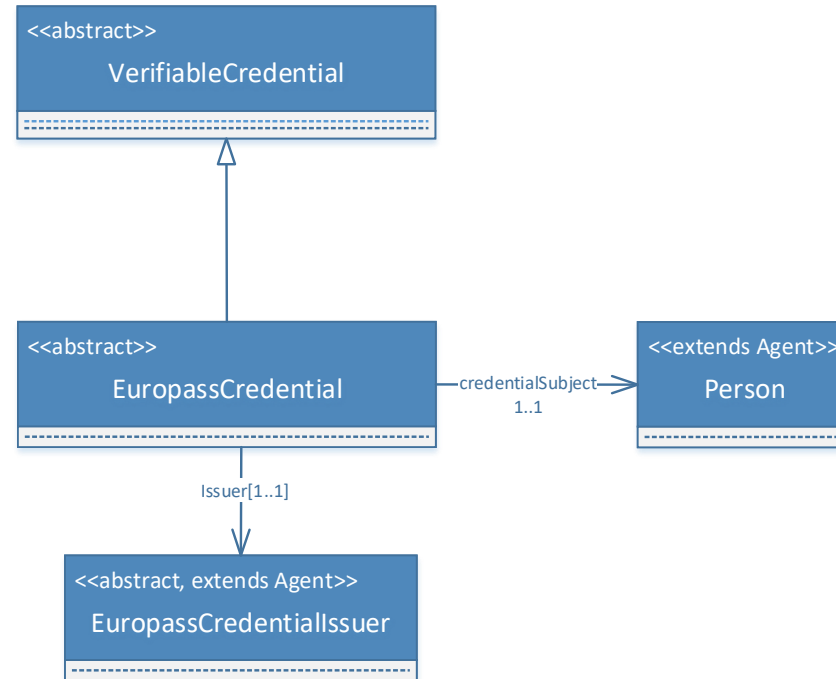 <<abstract>>
VerifiableCredential
<<abstract>>
EuropassCredential
credentialSubject
1..1
<<extends Agent>>
Person
Issuer[1..1]
<<abstract, extends Agent>>
EuropassCredentialIssuer